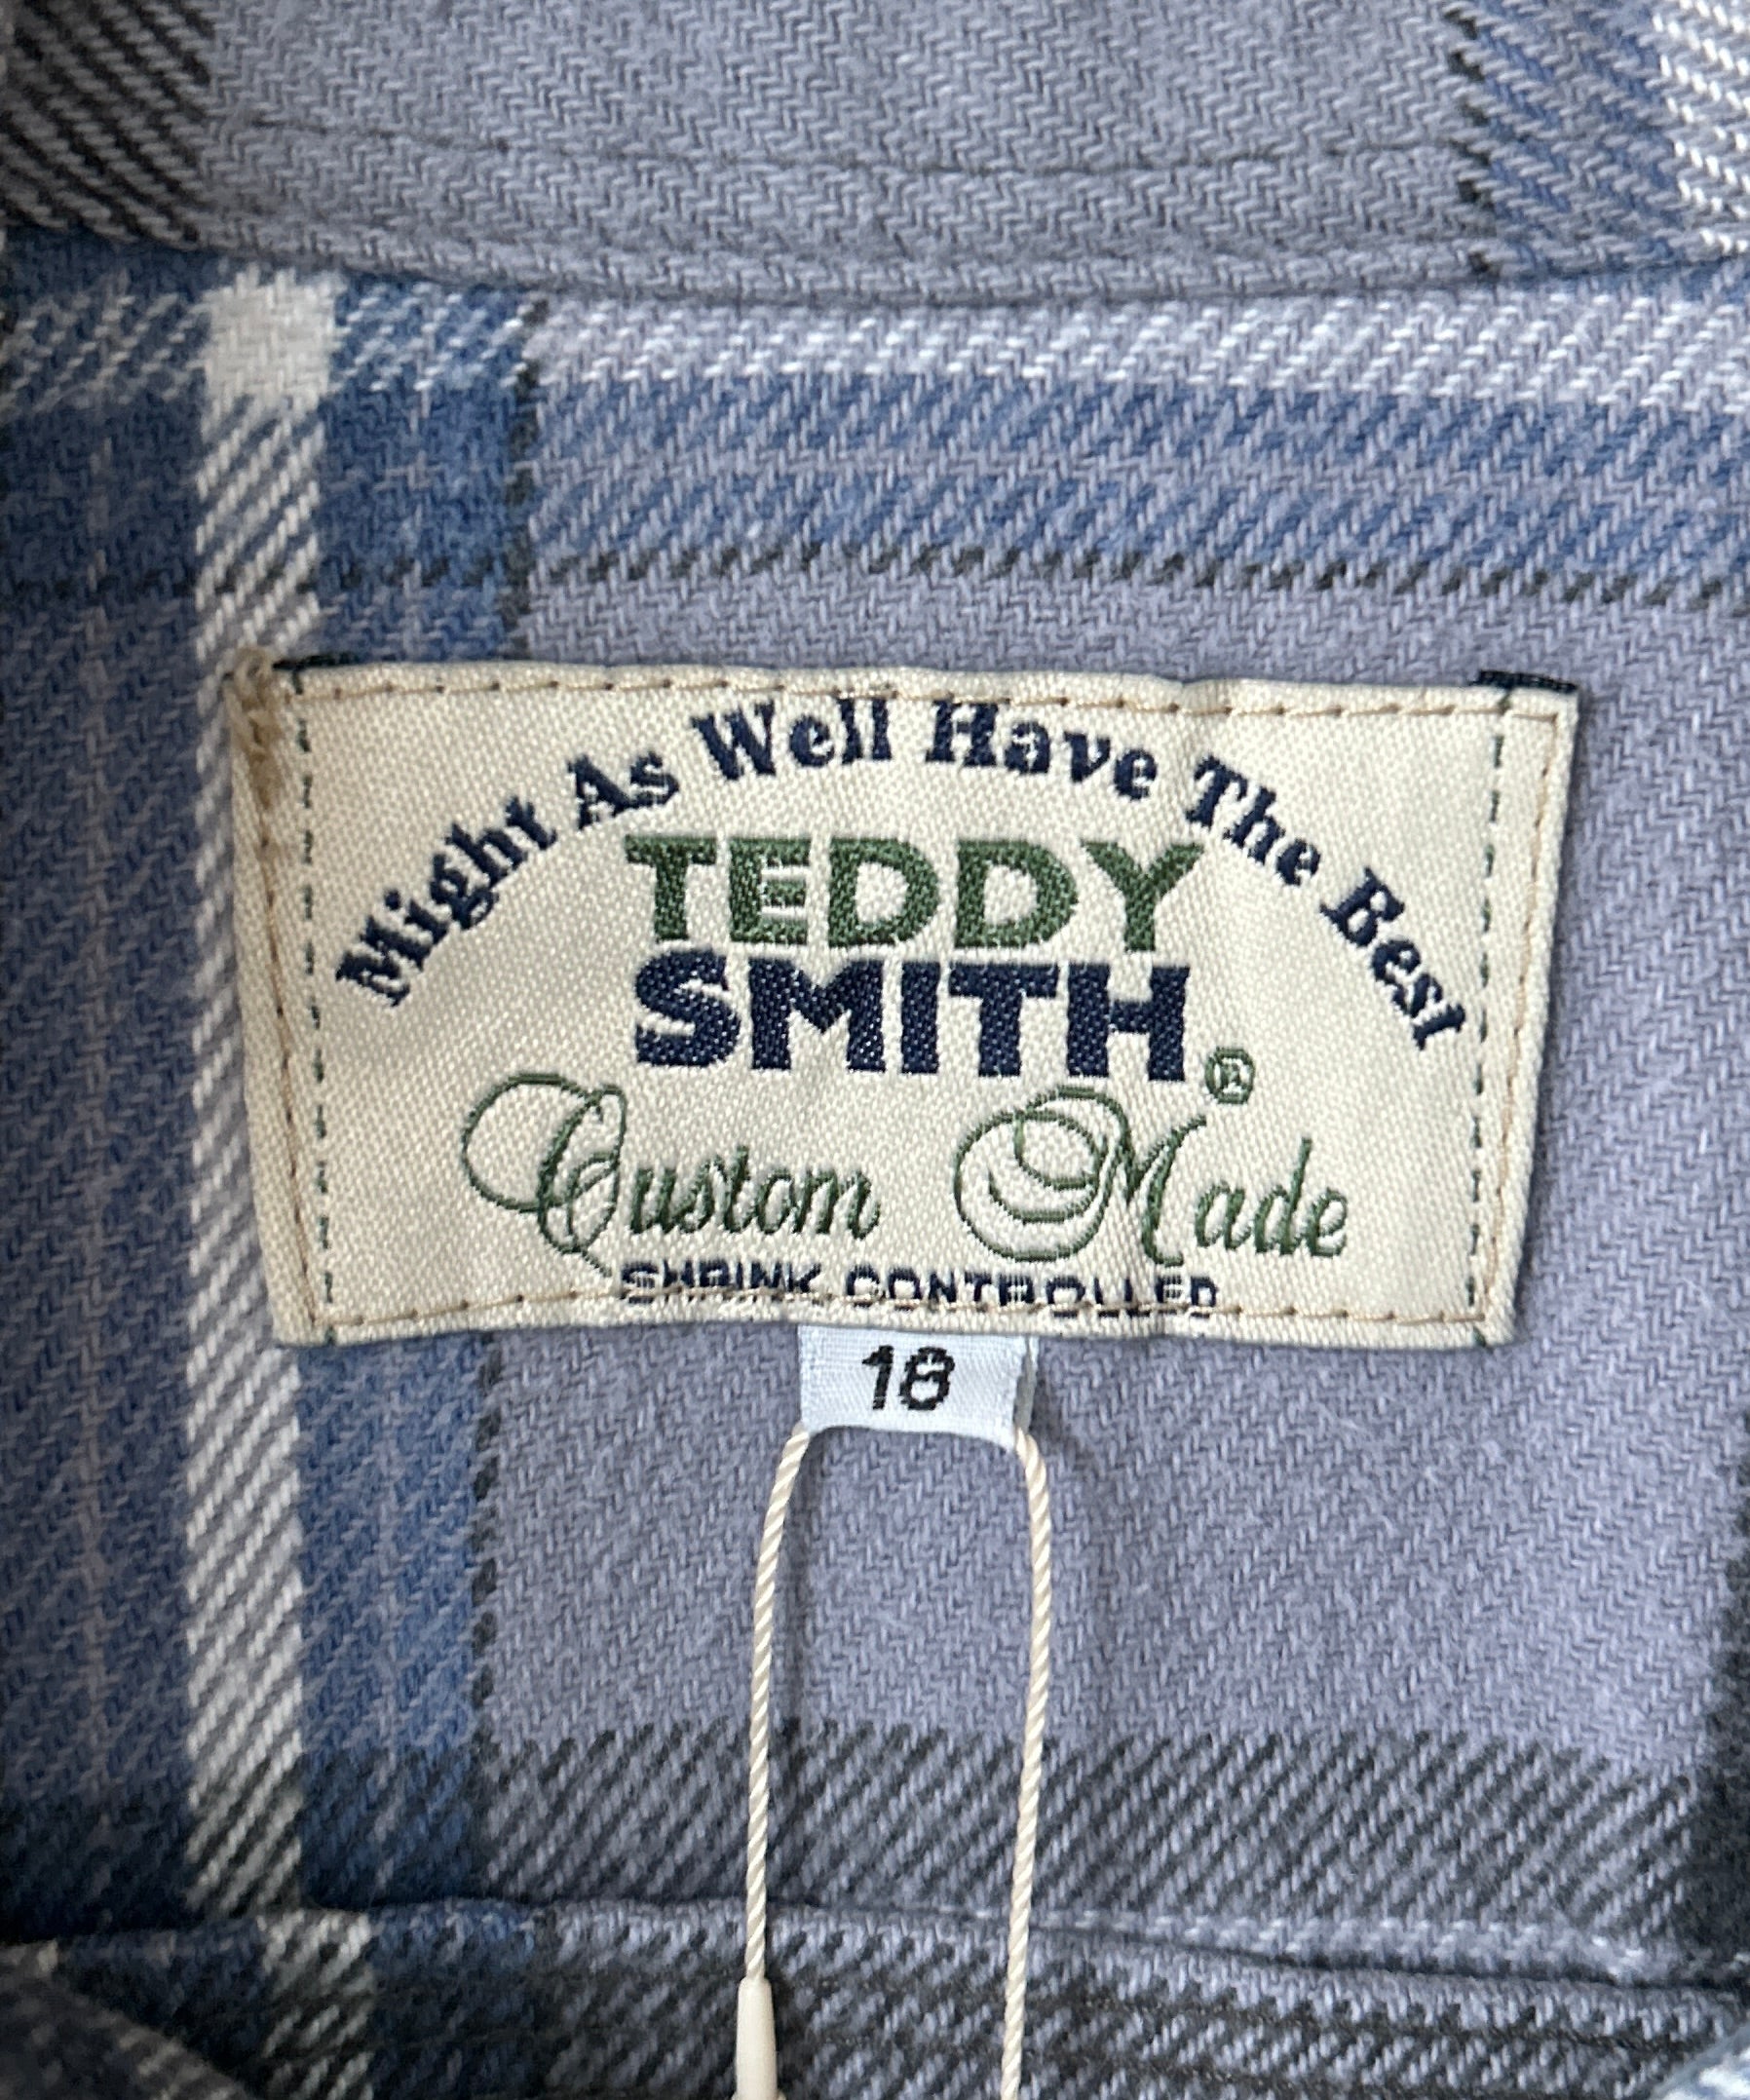 Might As Well Have The Best
TEDDY
SMITH®
Custom Made
SHRINK CONTROLLED
18